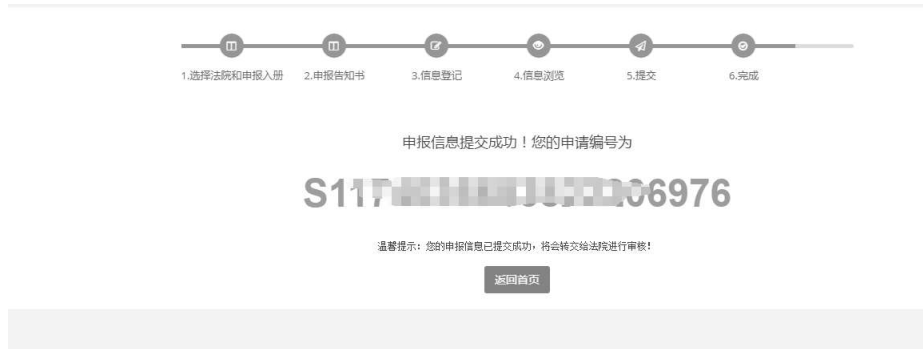 1.选择法院和申报入册 2.申报告知书 3.信息登记 4.信息浏览 5.提交 6.完成
申报信息提交成功！您的申请编号为
S117 06976
温馨提示：您的申报信息已提交成功，将会转交给法院进行审核！
返回首页